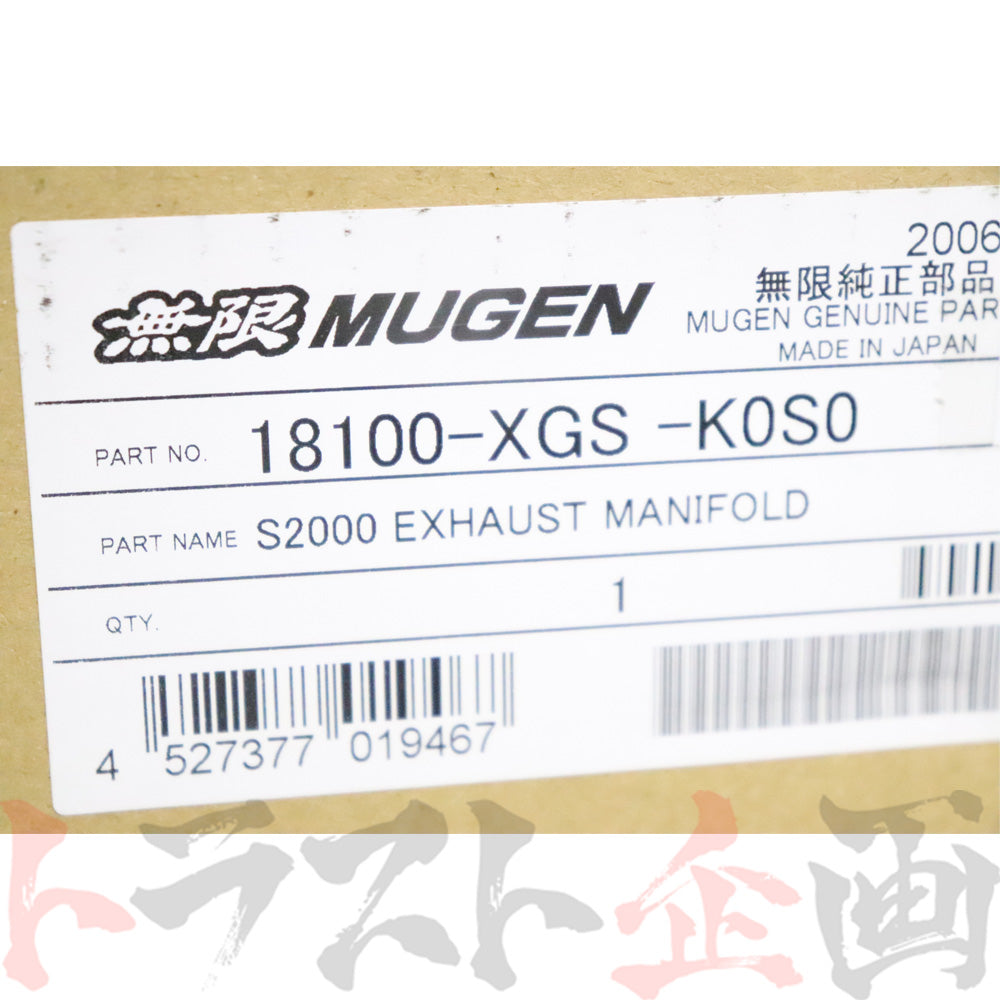 2006
無限 MUGEN
無限純正部品
MUGEN GENUINE PAR
MADE IN JAPAN
PART NO. 18100-XGS -K0S0
PART NAME S2000 EXHAUST MANIFOLD
QTY. 1
4 527377 019467
トラスト企画